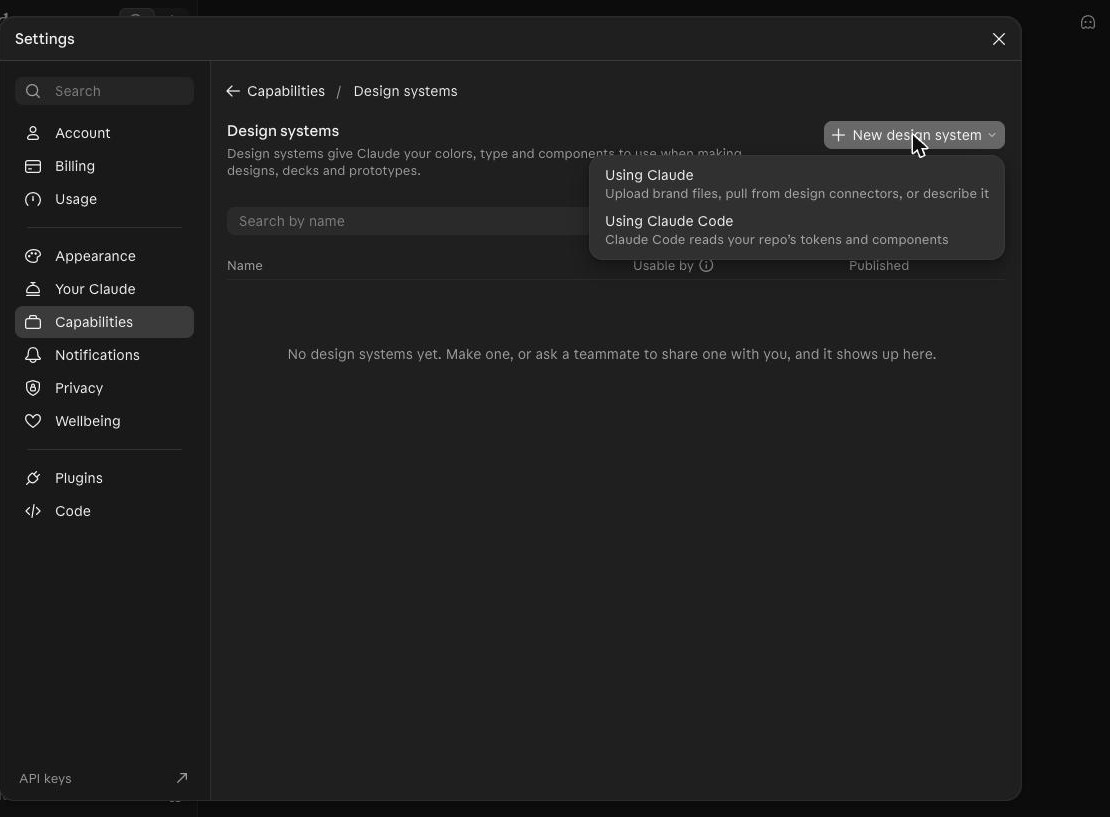 Settings
Search
Account
Billing
Usage
Appearance
Your Claude
Capabilities
Notifications
Privacy
Wellbeing
Plugins
Code
API keys
Capabilities / Design systems
Design systems
Design systems give Claude your colors, type and components to use when making
designs, decks and prototypes.
New design system
Using Claude
Upload brand files, pull from design connectors, or describe it
Using Claude Code
Claude Code reads your repo's tokens and components
Search by name
Name
Usable by
Published
No design systems yet. Make one, or ask a teammate to share one with you, and it shows up here.